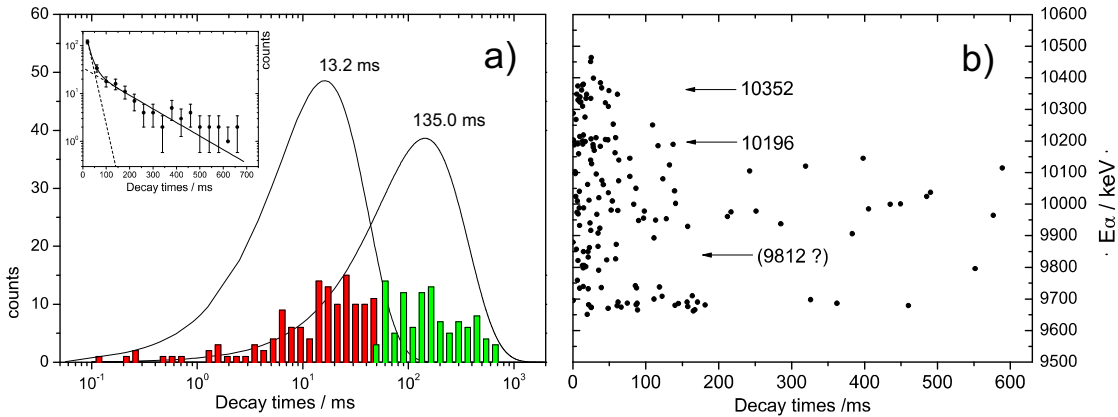 a)
60
50
40
30
20
10
0
counts
10^-1
10^0
10^1
10^2
10^3
Decay times / ms
13.2 ms
135.0 ms
10^2
10^1
10^0
counts
0 100 200 300 400 500 600 700
Decay times / ms
b)
10352
10196
(9812 ?)
0 100 200 300 400 500 600
Decay times /ms
10600
10500
10400
10300
10200
10100
10000
9900
9800
9700
9600
9500
· Eα / keV ·